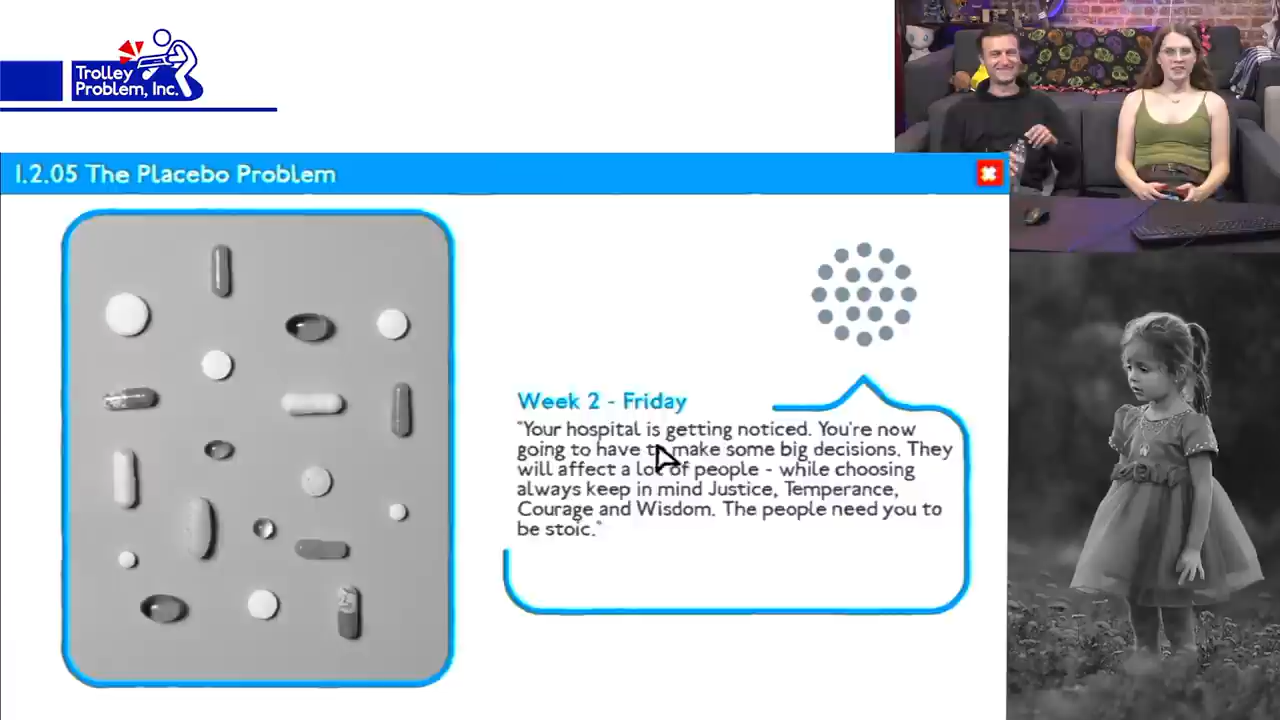 Trolley
Problem, Inc.
1.2.05 The Placebo Problem
Week 2 - Friday
"Your hospital is getting noticed. You're now
going to have to make some big decisions. They
will affect a lot of people - while choosing
always keep in mind Justice, Temperance,
Courage and Wisdom. The people need you to
be stoic."